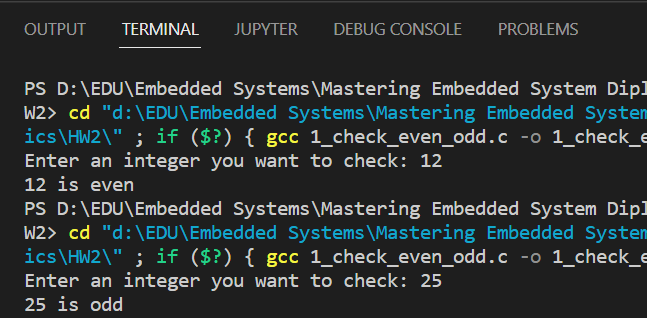 OUTPUT TERMINAL JUPYTER DEBUG CONSOLE PROBLEMS
PS D:\EDU\Embedded Systems\Mastering Embedded System Dipl
W2> cd "d:\EDU\Embedded Systems\Mastering Embedded System
ics\HW2\" ; if ($?) { gcc 1_check_even_odd.c -o 1_check_e
Enter an integer you want to check: 12
12 is even
PS D:\EDU\Embedded Systems\Mastering Embedded System Dipl
W2> cd "d:\EDU\Embedded Systems\Mastering Embedded System
ics\HW2\" ; if ($?) { gcc 1_check_even_odd.c -o 1_check_e
Enter an integer you want to check: 25
25 is odd